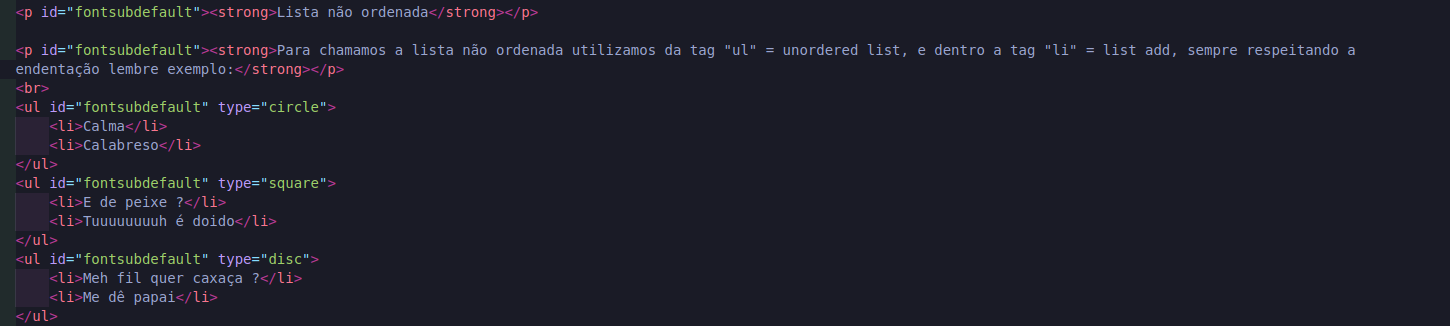 <p id="fontsubdefault"><strong>Lista não ordenada</strong></p>
<p id="fontsubdefault"><strong>Para chamamos a lista não ordenada utilizamos da tag "ul" = unordered list, e dentro a tag "li" = list add, sempre respeitando a
endentação lembre exemplo:</strong></p>
<br>
<ul id="fontsubdefault" type="circle">
    <li>Calma</li>
    <li>Calabreso</li>
</ul>
<ul id="fontsubdefault" type="square">
    <li>E de peixe ?</li>
    <li>Tuuuuuuuuh é doido</li>
</ul>
<ul id="fontsubdefault" type="disc">
    <li>Meh fil quer caxaça ?</li>
    <li>Me dê papai</li>
</ul>